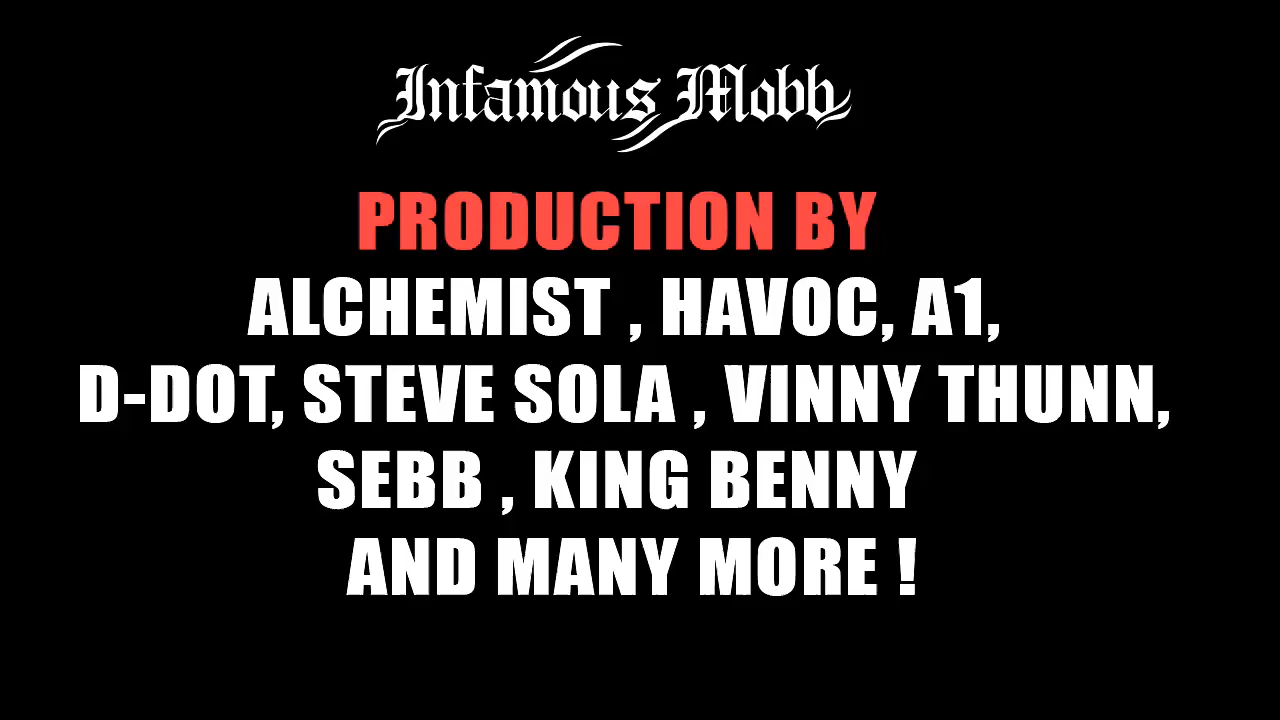 Infamous Mobb
PRODUCTION BY
ALCHEMIST , HAVOC, A1,
D-DOT, STEVE SOLA , VINNY THUNN,
SEBB , KING BENNY
AND MANY MORE !